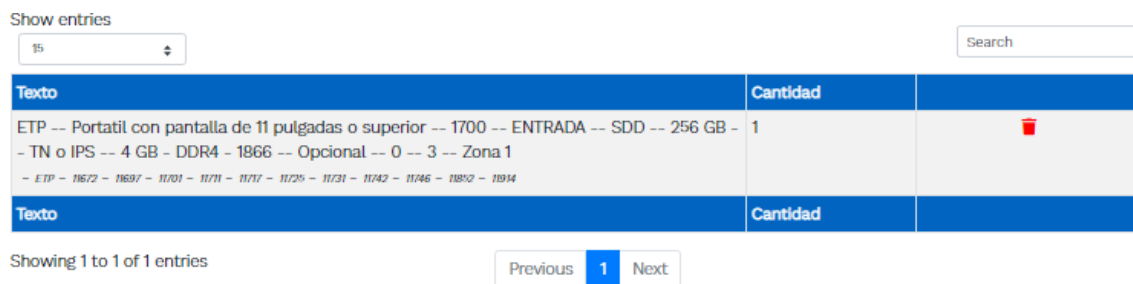 Show entries
15
Search
Texto Cantidad
ETP -- Portatil con pantalla de 11 pulgadas o superior -- 1700 -- ENTRADA -- SDD -- 256 GB - 1
- TN o IPS -- 4 GB - DDR4 - 1866 -- Opcional -- 0 -- 3 -- Zona 1
- ETP - 11672 - 11697 - 11701 - 11711 - 11717 - 11725 - 11731 - 11742 - 11746 - 11852 - 11914
Texto Cantidad
Showing 1 to 1 of 1 entries
Previous 1 Next